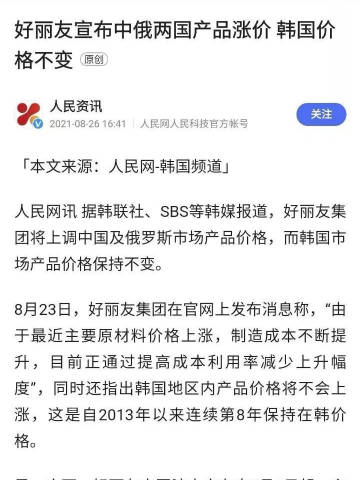 好丽友宣布中俄两国产品涨价 韩国价
格不变 原创
人民资讯
2021-08-26 16:41 人民网人民科技官方帐号
关注
「本文来源：人民网-韩国频道」
人民网讯 据韩联社、SBS等韩媒报道，好丽友集
团将上调中国及俄罗斯市场产品价格，而韩国市
场产品价格保持不变。
8月23日，好丽友集团在官网上发布消息称，“由
于最近主要原材料价格上涨，制造成本不断提
升，目前正通过提高成本利用率减少上升幅
度”，同时还指出韩国地区内产品价格将不会上
涨，这是自2013年以来连续第8年保持在韩价
格。